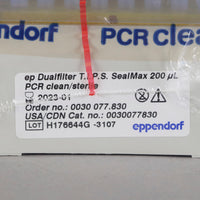 PCR clean
eppendorf
ep Dualfilter T.I.P.S. SealMax 200 µL
PCR clean/sterile
2023-01
Order no.: 0030 077.830
USA/CDN Cat. no.: 0030077830
LOT H176644G -3107
eppendorf